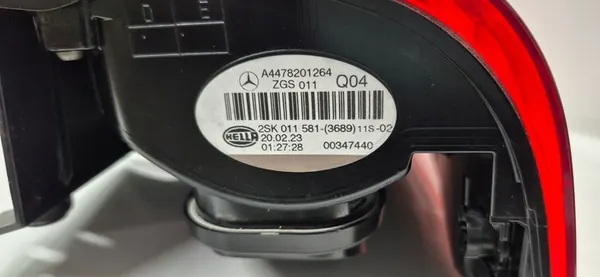 D E
A4478201264 Q04
ZGS 011
HELLA 2SK 011 581-(3689)11S-02
20.02.23
01:27:28 00347440